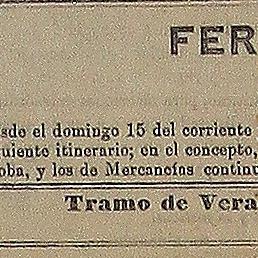 FER
sde el domingo 15 del corriente
uiente itinerario; en el concepto,
oba, y los de Mercancías continu
Tramo de Vera